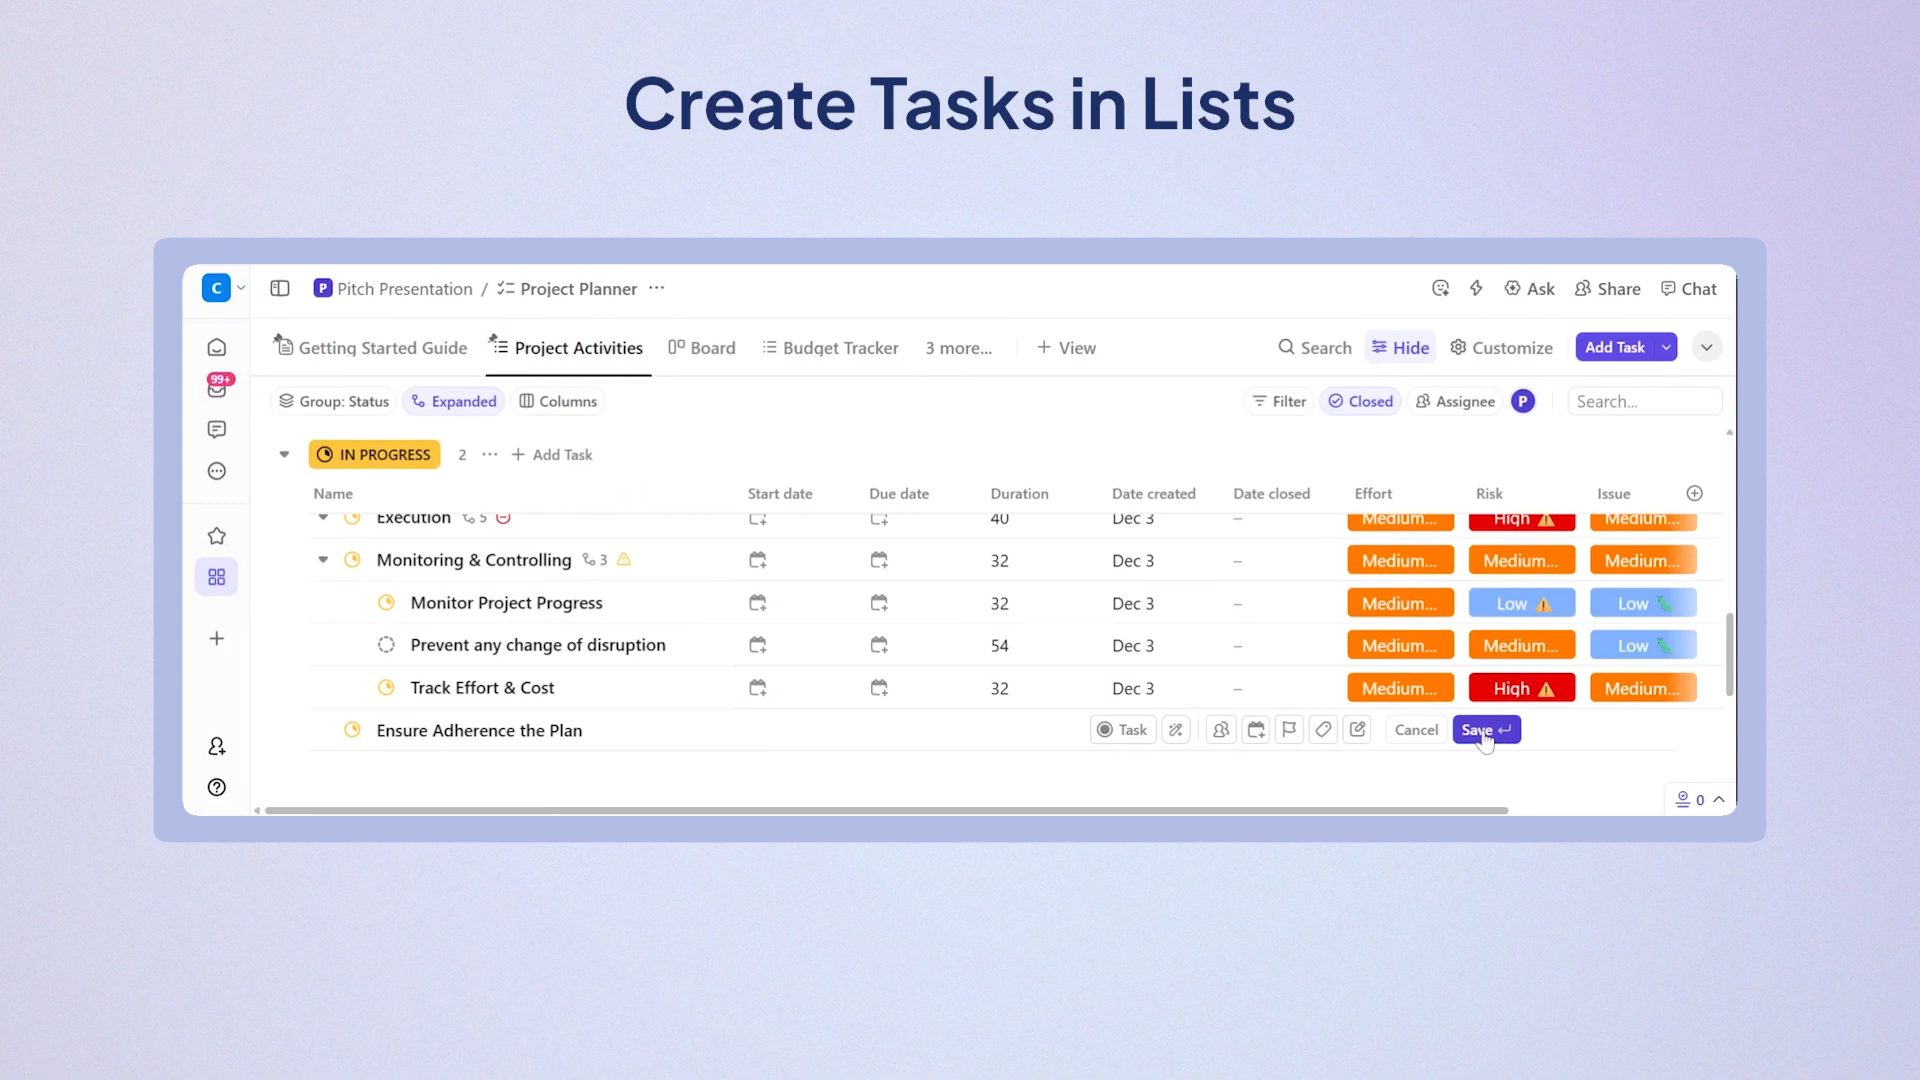 Create Tasks in Lists
C
P Pitch Presentation / Project Planner ...
Ask
Share
Chat
Getting Started Guide
Project Activities
Board
Budget Tracker
3 more...
+ View
Search
Hide
Customize
Add Task
99+
Group: Status
Expanded
Columns
Filter
Closed
Assignee
P
Search...
IN PROGRESS 2 ... + Add Task
Name Start date Due date Duration Date created Date closed Effort Risk Issue
Execution 5 40 Dec 3 – Medium... High Medium...
Monitoring & Controlling 3 32 Dec 3 – Medium... Medium... Medium...
Monitor Project Progress 32 Dec 3 – Medium... Low Low
Prevent any change of disruption 54 Dec 3 – Medium... Medium... Low
Track Effort & Cost 32 Dec 3 – Medium... High Medium...
Ensure Adherence the Plan Task Cancel Save
0